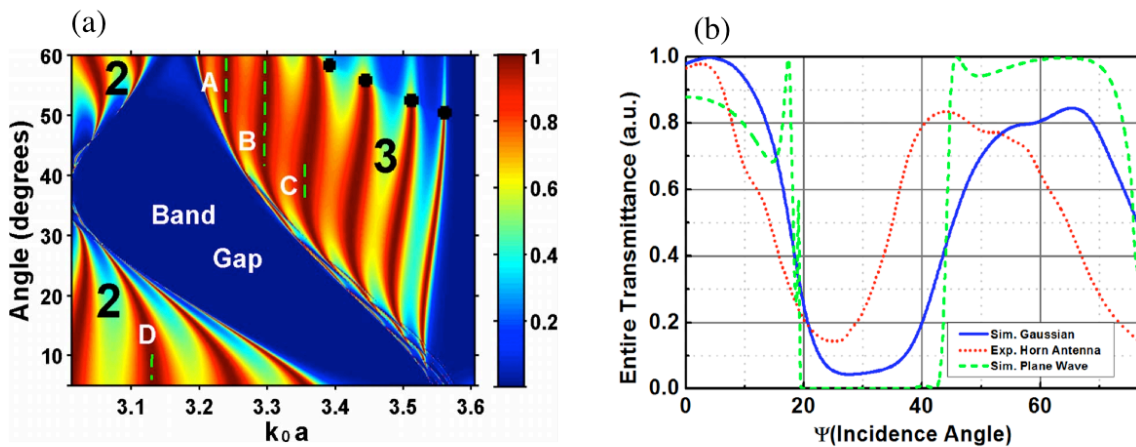 (a)
60
50
40
30
20
10
Angle (degrees)
2
A
B
C
3
Band
Gap
2
D
3.1
3.2
3.3
3.4
3.5
3.6
k₀a
1
0.8
0.6
0.4
0.2
(b)
1.0
0.8
0.6
0.4
0.2
0.0
Entire Transmittance (a.u.)
Sim. Gaussian
Exp. Horn Antenna
Sim. Plane Wave
0
20
40
60
Ψ(Incidence Angle)